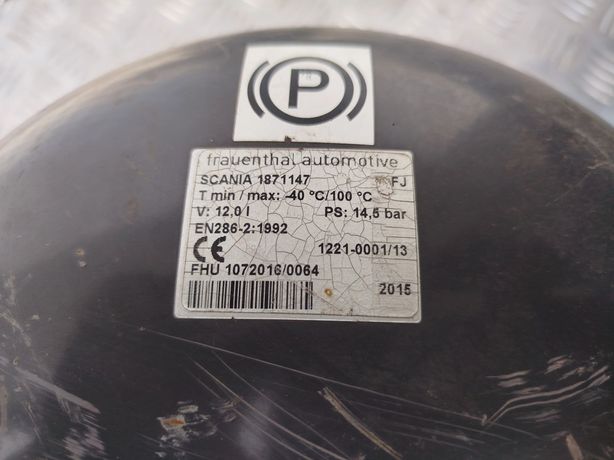 P
frauenthal automotive
SCANIA 1871147 FJ
T min / max: -40 °C/100 °C
V: 12,0 l PS: 14,5 bar
EN286-2:1992
CE 1221-0001/13
FHU 1072016/0064
2015